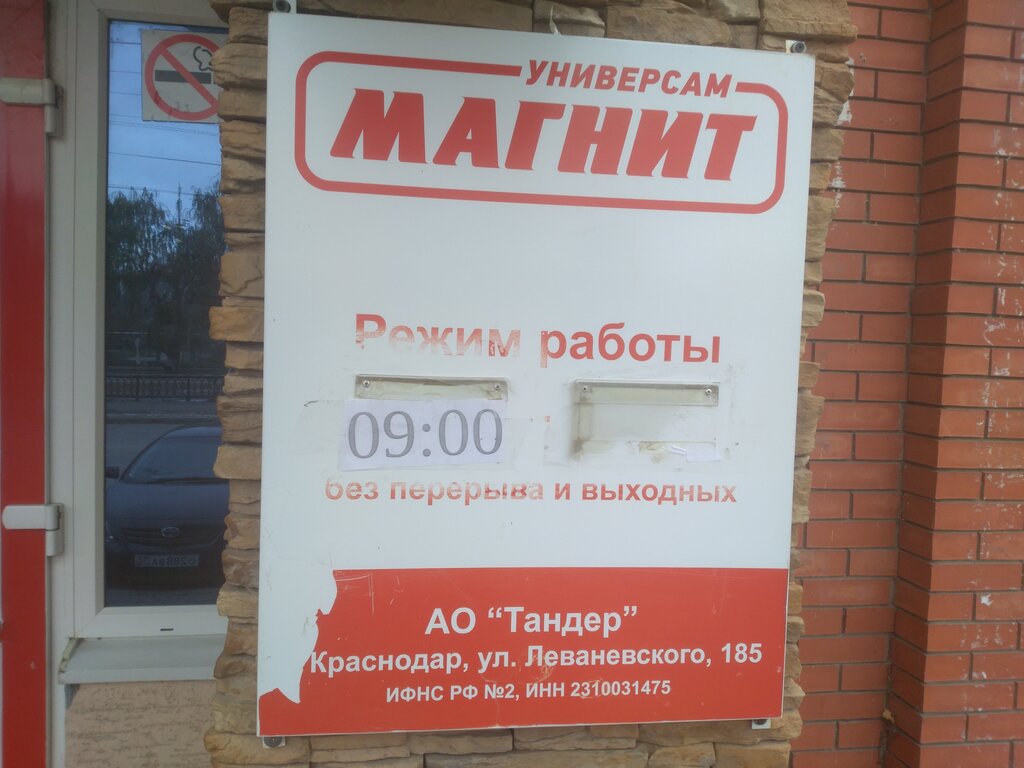 УНИВЕРСАМ
МАГНИТ
Режим работы
09:00
без перерыва и выходных
АО “Тандер”
Краснодар, ул. Леваневского, 185
ИФНС РФ №2, ИНН 2310031475